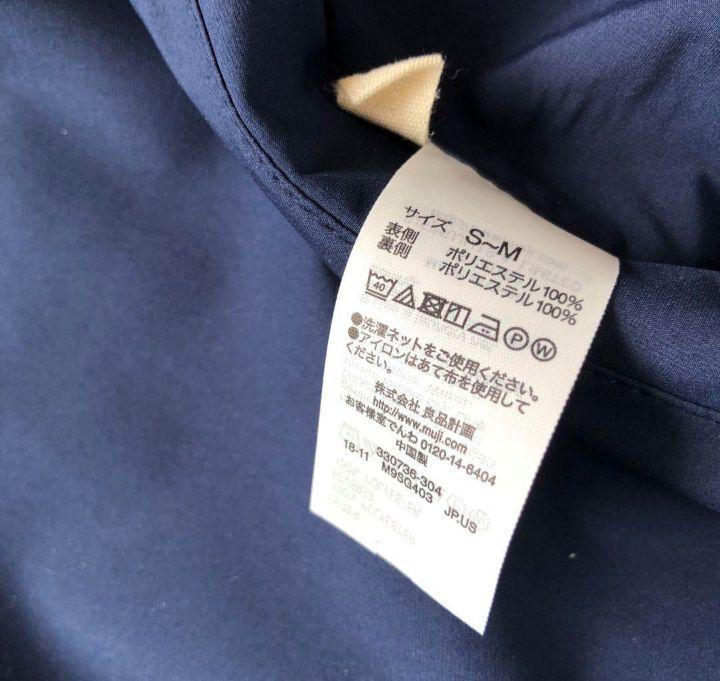 サイズ S~M
表側 ポリエステル100%
裏側 ポリエステル100%
40 P W
●洗濯ネットをご使用ください。
●アイロンはあて布を使用して
ください。
株式会社 良品計画
http://www.muji.com
お客様室でんわ 0120-14-6404
中国製
18-11 330736-304
M9SG403 JP.US